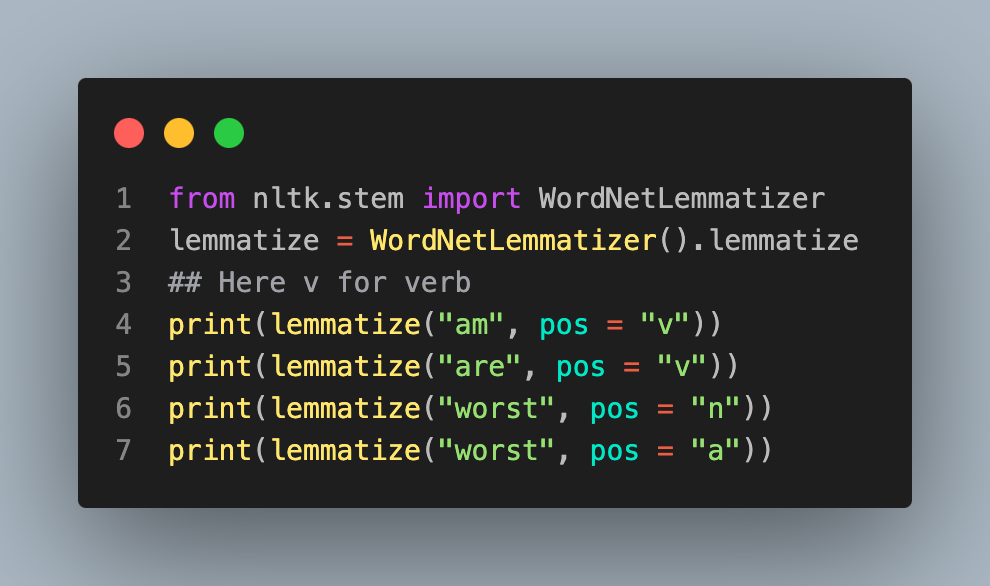 1 from nltk.stem import WordNetLemmatizer
2 lemmatize = WordNetLemmatizer().lemmatize
3 ## Here v for verb
4 print(lemmatize("am", pos = "v"))
5 print(lemmatize("are", pos = "v"))
6 print(lemmatize("worst", pos = "n"))
7 print(lemmatize("worst", pos = "a"))